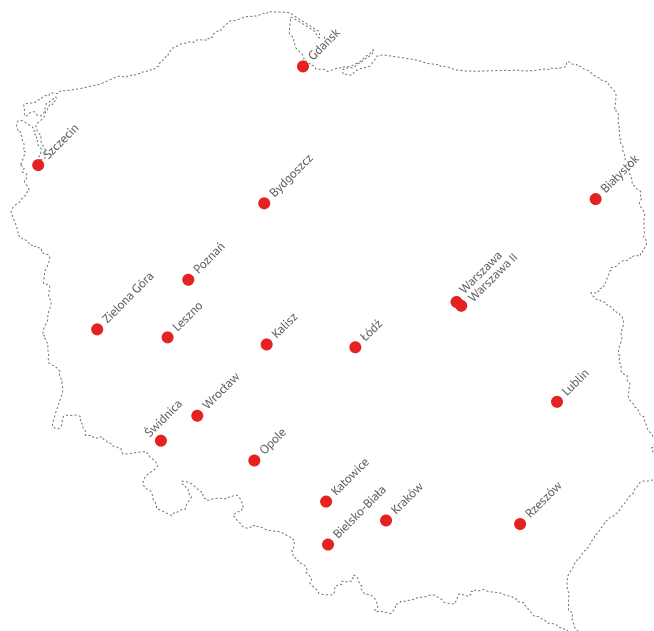 Gdańsk
Szczecin
Bydgoszcz
Białystok
Poznań
Zielona Góra
Leszno
Warszawa
Warszawa II
Kalisz
Łódź
Wrocław
Lublin
Świdnica
Opole
Katowice
Bielsko-Biała
Kraków
Rzeszów